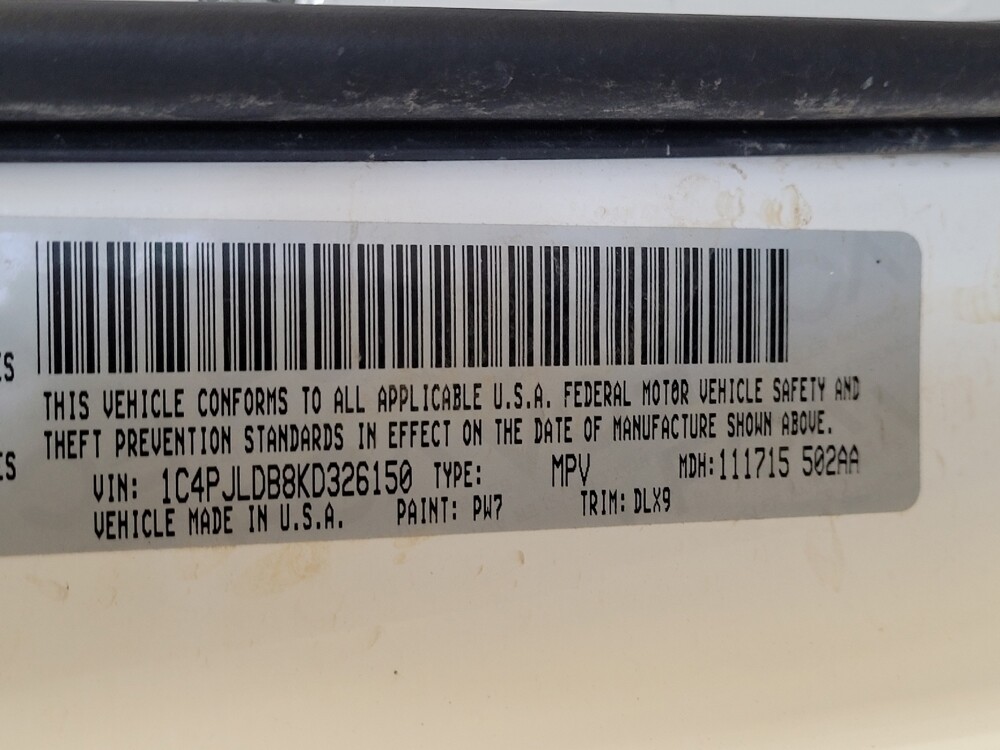 THIS VEHICLE CONFORMS TO ALL APPLICABLE U.S.A. FEDERAL MOTOR VEHICLE SAFETY AND
THEFT PREVENTION STANDARDS IN EFFECT ON THE DATE OF MANUFACTURE SHOWN ABOVE.
VIN: 1C4PJLDB8KD326150 TYPE: MPV MDH:111715 502AA
VEHICLE MADE IN U.S.A. PAINT: PW7 TRIM: DLX9